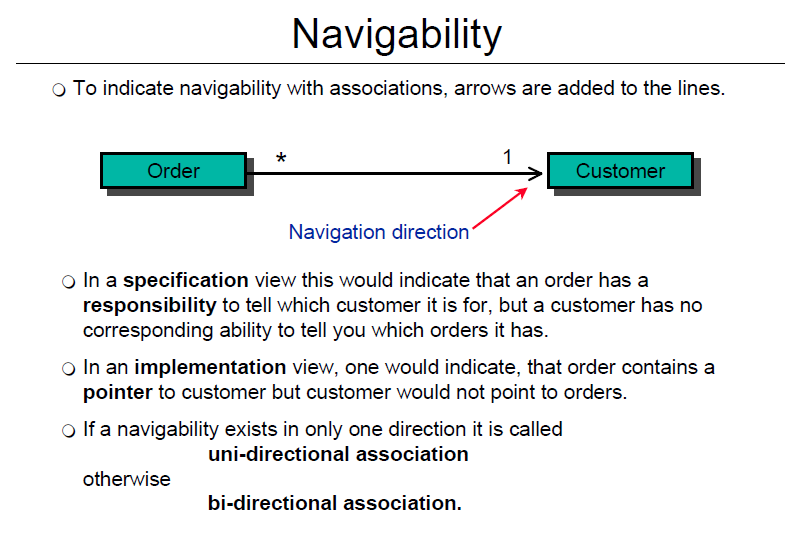 Navigability
To indicate navigability with associations, arrows are added to the lines.
* 1
Order Customer
Navigation direction
In a specification view this would indicate that an order has a
responsibility to tell which customer it is for, but a customer has no
corresponding ability to tell you which orders it has.
In an implementation view, one would indicate, that order contains a
pointer to customer but customer would not point to orders.
If a navigability exists in only one direction it is called
uni-directional association
otherwise
bi-directional association.